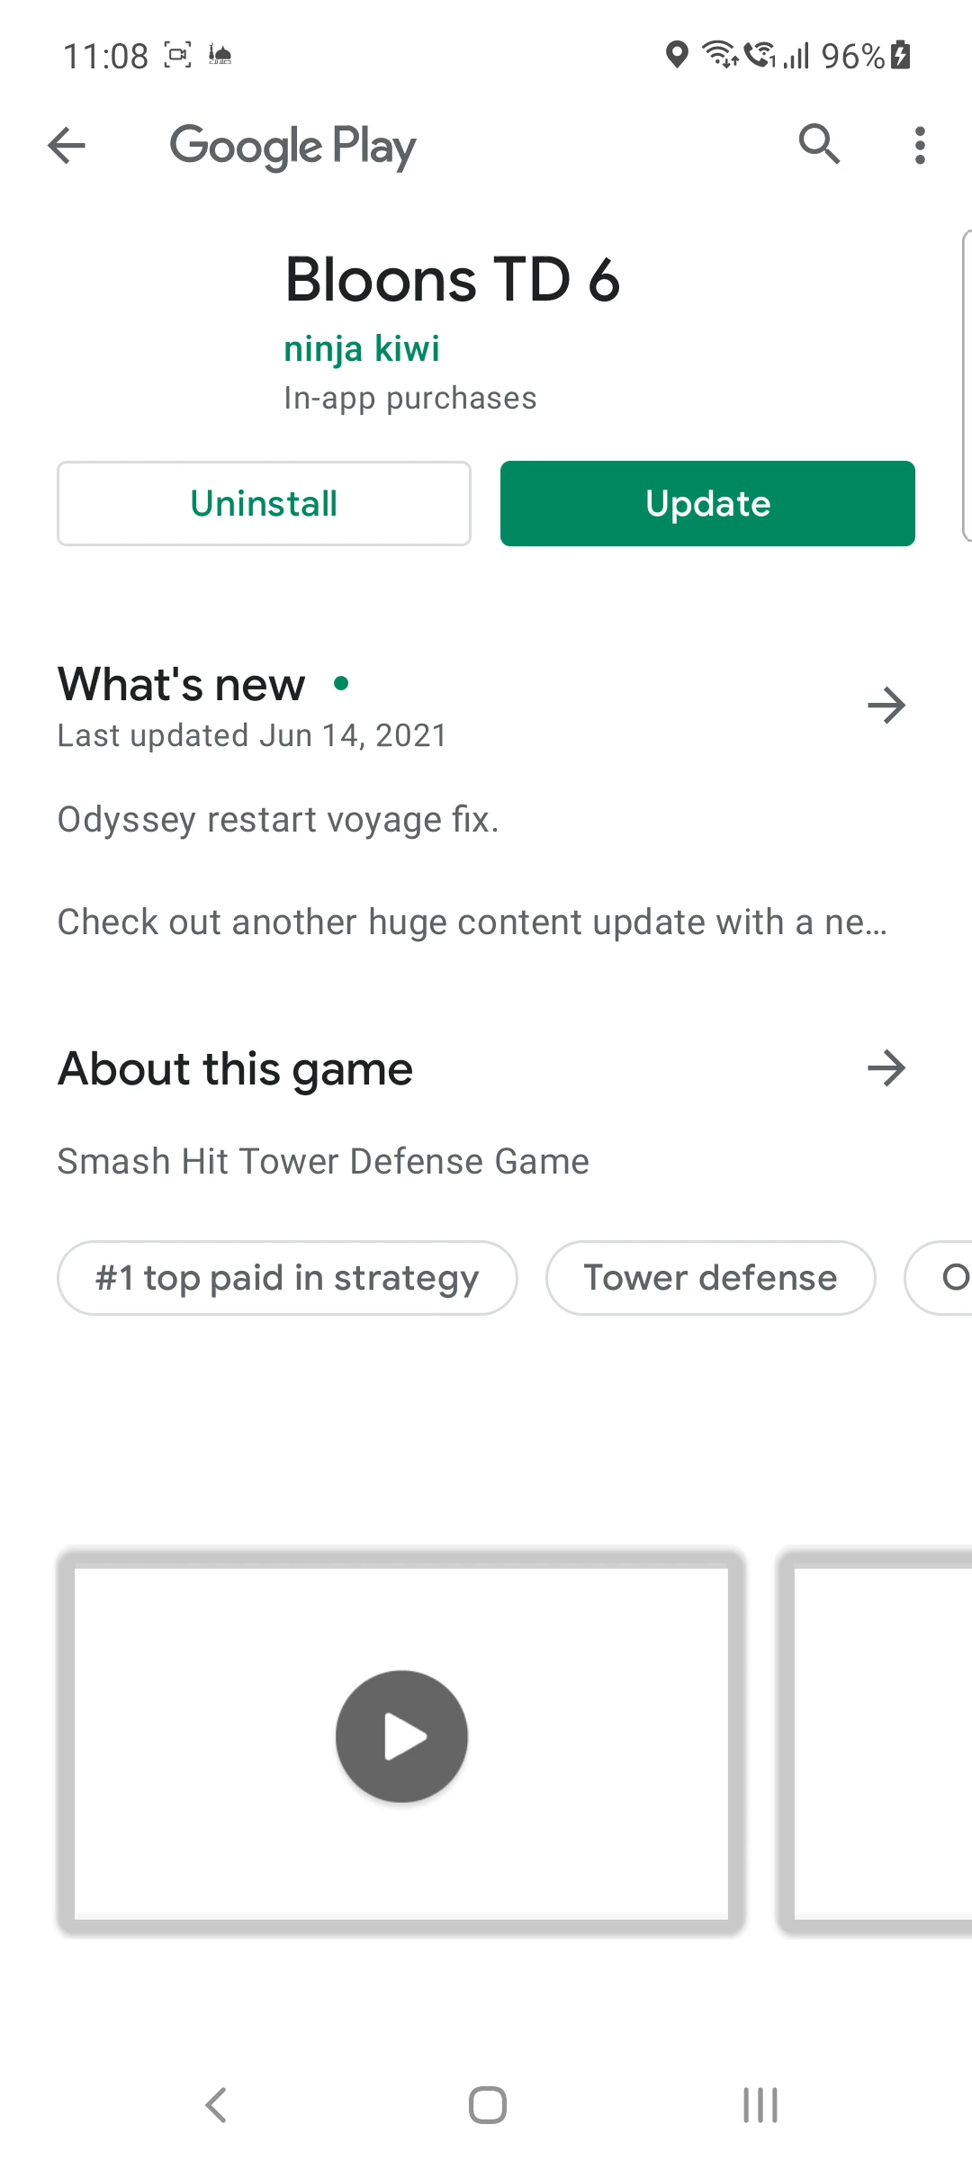 11:08
96%
Google Play
Bloons TD 6
ninja kiwi
In-app purchases
Uninstall
Update
What's new
Last updated Jun 14, 2021
Odyssey restart voyage fix.
Check out another huge content update with a ne...
About this game
Smash Hit Tower Defense Game
#1 top paid in strategy
Tower defense
O